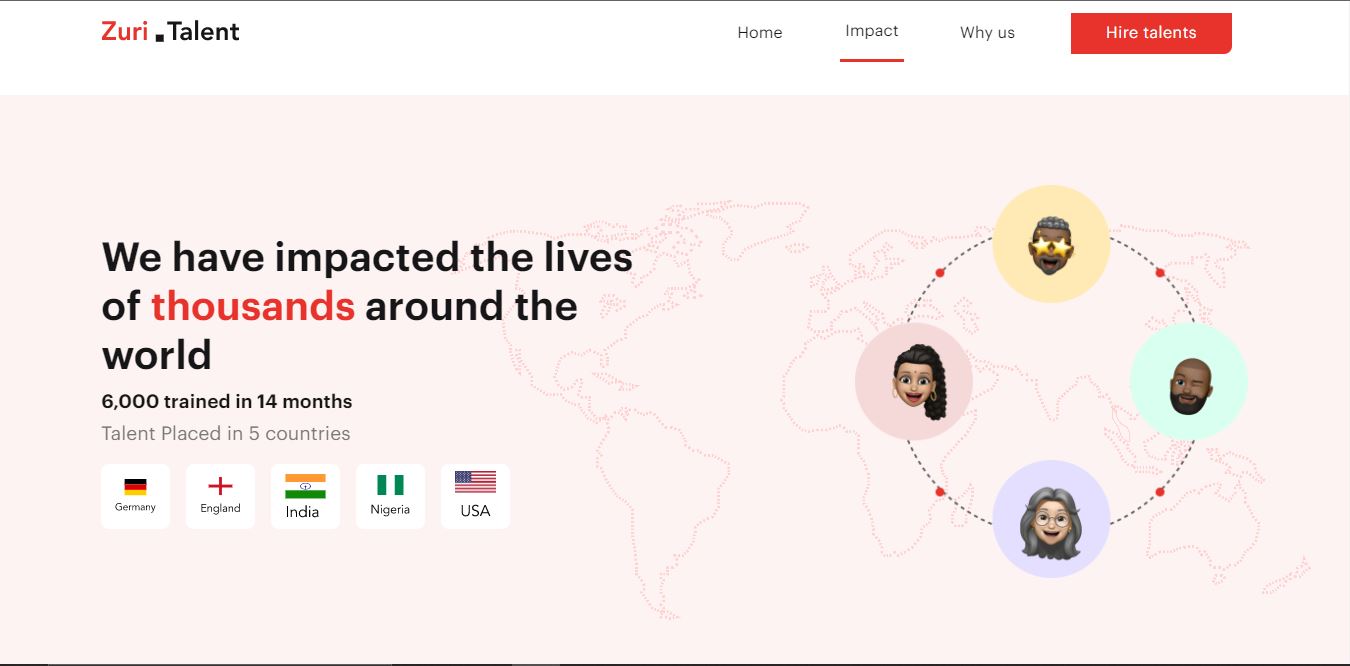 Zuri .Talent
Home Impact Why us Hire talents
We have impacted the lives
of thousands around the
world
6,000 trained in 14 months
Talent Placed in 5 countries
Germany England India Nigeria USA